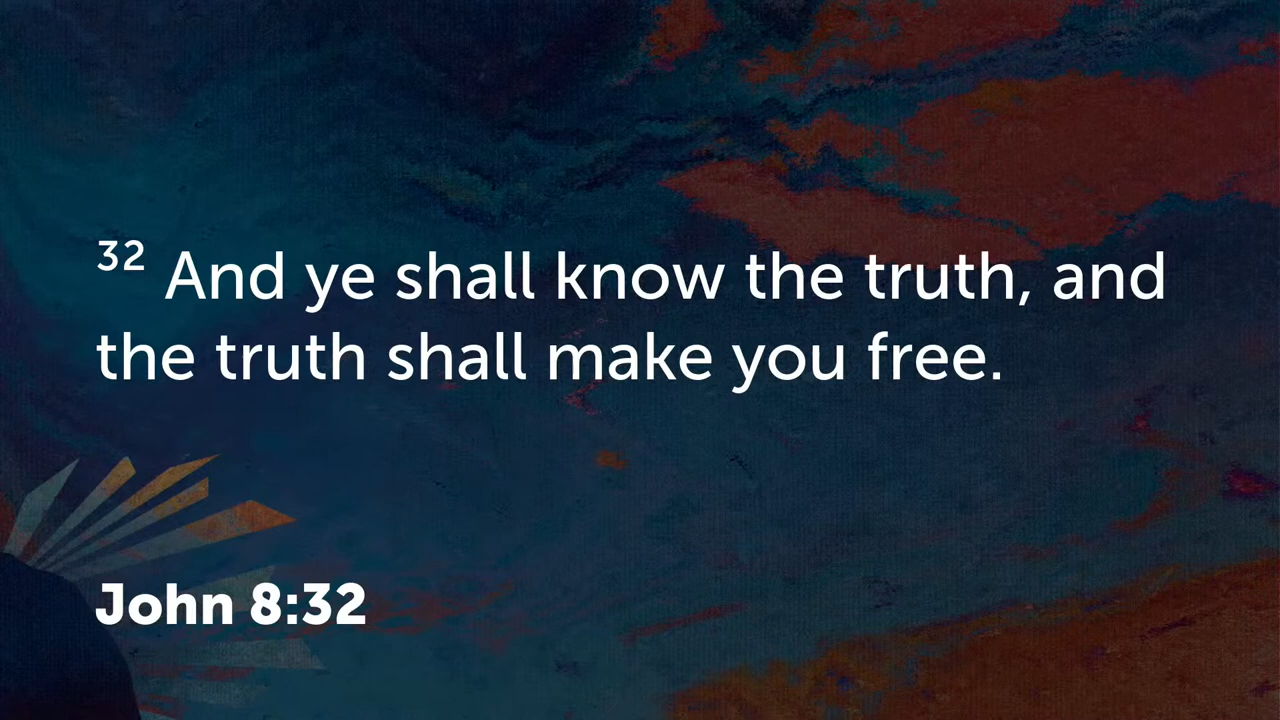 32 And ye shall know the truth, and
the truth shall make you free.
John 8:32